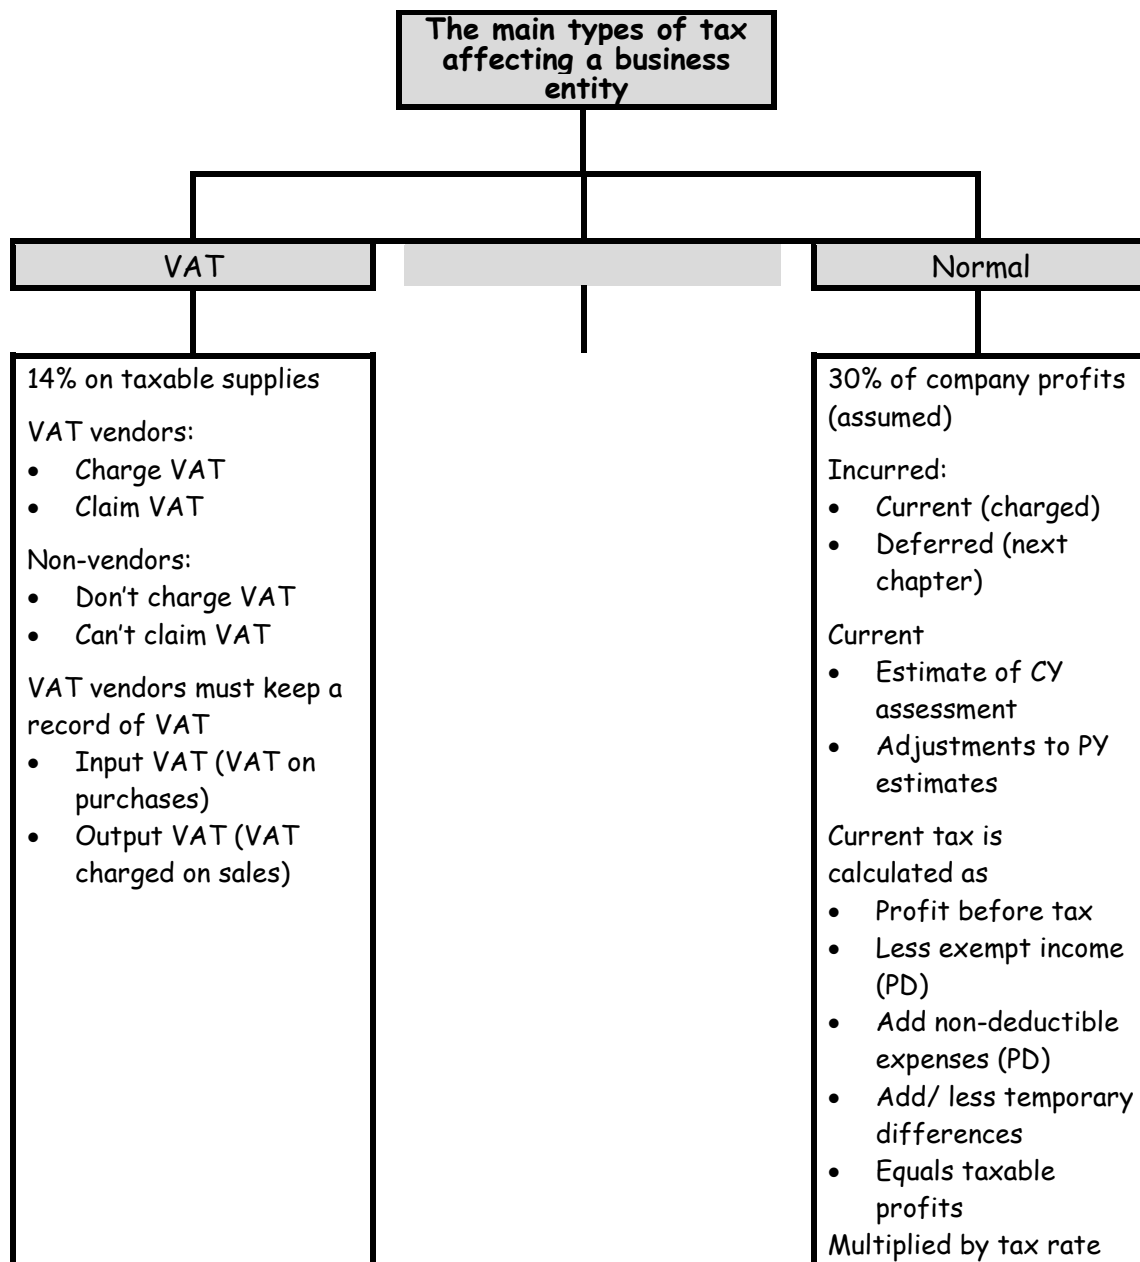 The main types of tax
affecting a business
entity
VAT
Normal
14% on taxable supplies
VAT vendors:
• Charge VAT
• Claim VAT
Non-vendors:
• Don't charge VAT
• Can't claim VAT
VAT vendors must keep a
record of VAT
• Input VAT (VAT on
purchases)
• Output VAT (VAT
charged on sales)
30% of company profits
(assumed)
Incurred:
• Current (charged)
• Deferred (next
chapter)
Current
• Estimate of CY
assessment
• Adjustments to PY
estimates
Current tax is
calculated as
• Profit before tax
• Less exempt income
(PD)
• Add non-deductible
expenses (PD)
• Add/ less temporary
differences
• Equals taxable
profits
Multiplied by tax rate